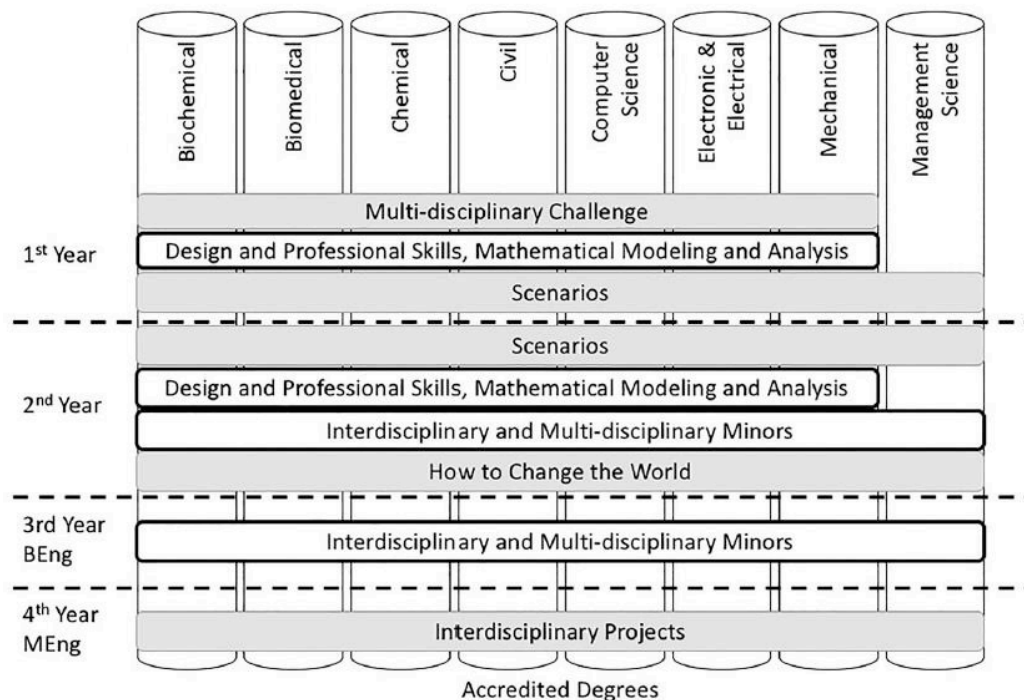 Biochemical
Biomedical
Chemical
Civil
Computer
Science
Electronic &
Electrical
Mechanical
Management
Science
Multi-disciplinary Challenge
1st Year
Design and Professional Skills, Mathematical Modeling and Analysis
Scenarios
Scenarios
2nd Year
Design and Professional Skills, Mathematical Modeling and Analysis
Interdisciplinary and Multi-disciplinary Minors
How to Change the World
3rd Year
BEng
Interdisciplinary and Multi-disciplinary Minors
4th Year
MEng
Interdisciplinary Projects
Accredited Degrees